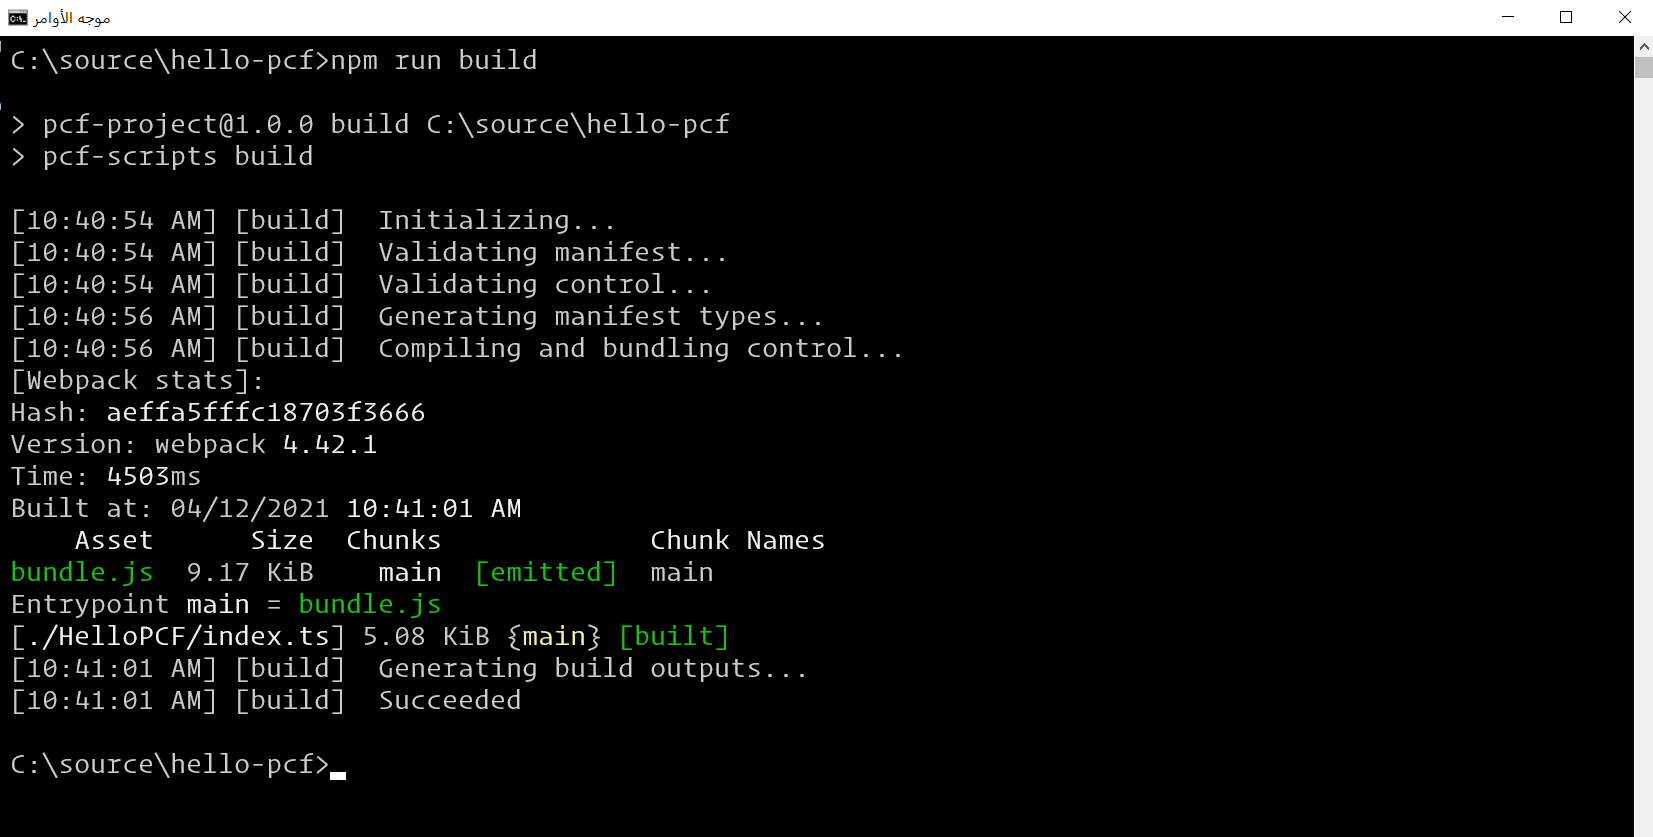 موجه الأوامر
C:\source\hello-pcf>npm run build
> pcf-project@1.0.0 build C:\source\hello-pcf
> pcf-scripts build
[10:40:54 AM] [build]  Initializing...
[10:40:54 AM] [build]  Validating manifest...
[10:40:54 AM] [build]  Validating control...
[10:40:56 AM] [build]  Generating manifest types...
[10:40:56 AM] [build]  Compiling and bundling control...
[Webpack stats]:
Hash: aeffa5fffc18703f3666
Version: webpack 4.42.1
Time: 4503ms
Built at: 04/12/2021 10:41:01 AM
    Asset      Size  Chunks             Chunk Names
bundle.js  9.17 KiB    main  [emitted]  main
Entrypoint main = bundle.js
[./HelloPCF/index.ts] 5.08 KiB {main} [built]
[10:41:01 AM] [build]  Generating build outputs...
[10:41:01 AM] [build]  Succeeded
C:\source\hello-pcf>